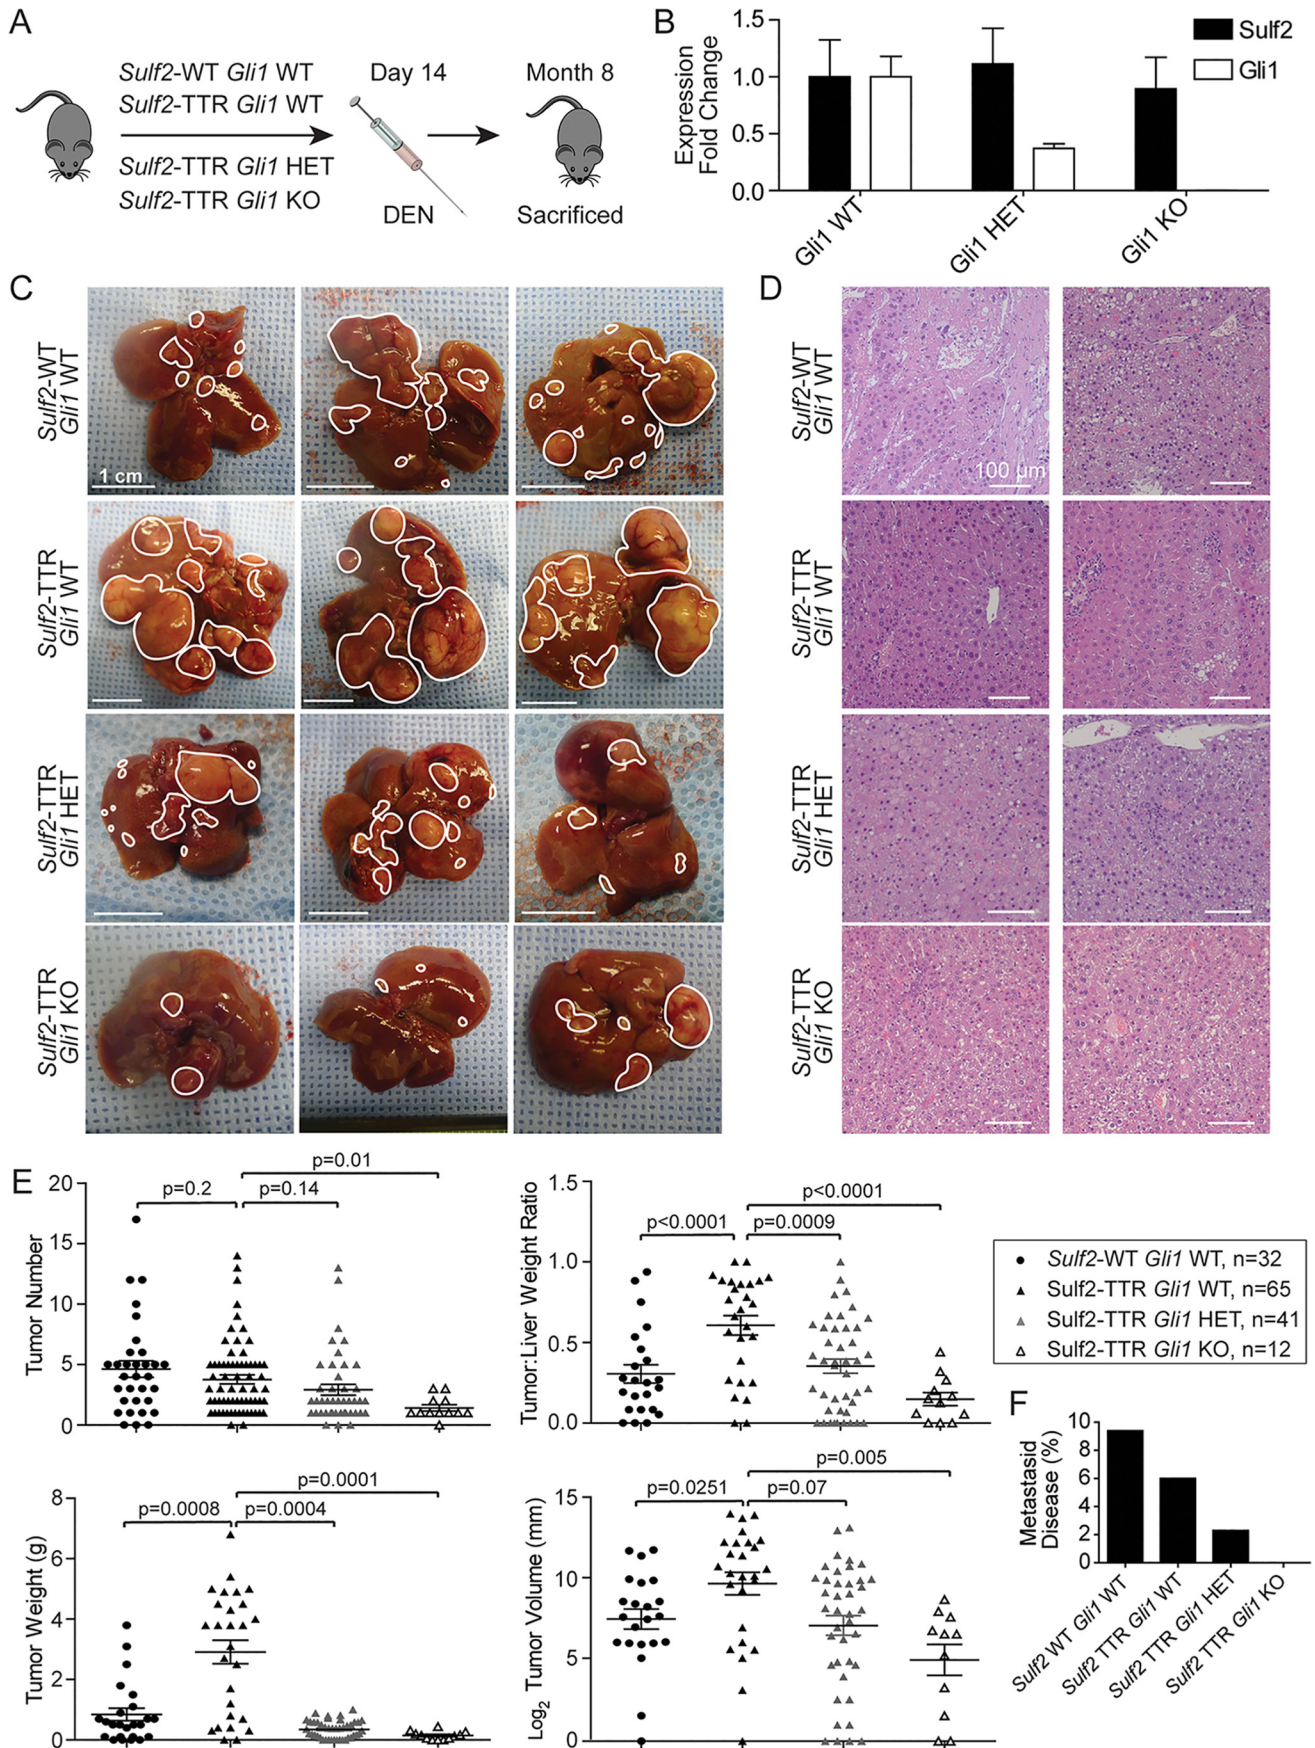 A
Sulf2-WT Gli1 WT
Sulf2-TTR Gli1 WT
Sulf2-TTR Gli1 HET
Sulf2-TTR Gli1 KO
Day 14
DEN
Month 8
Sacrificed
B
Expression
Fold Change
1.5
1.0
0.5
0.0
Sulf2
Gli1
Gli1 WT
Gli1 HET
Gli1 KO
C
Sulf2-WT
Gli1 WT
1 cm
Sulf2-TTR
Gli1 WT
Sulf2-TTR
Gli1 HET
Sulf2-TTR
Gli1 KO
D
Sulf2-WT
Gli1 WT
100 µm
Sulf2-TTR
Gli1 WT
Sulf2-TTR
Gli1 HET
Sulf2-TTR
Gli1 KO
E
Tumor Number
20
15
10
5
0
p=0.01
p=0.2
p=0.14
Tumor:Liver Weight Ratio
1.5
1.0
0.5
0.0
p<0.0001
p<0.0001
p=0.0009
Sulf2-WT Gli1 WT, n=32
Sulf2-TTR Gli1 WT, n=65
Sulf2-TTR Gli1 HET, n=41
Sulf2-TTR Gli1 KO, n=12
Tumor Weight (g)
8
6
4
2
0
p=0.0001
p=0.0008
p=0.0004
Log2 Tumor Volume (mm)
15
10
5
0
p=0.005
p=0.0251
p=0.07
F
Metastasid
Disease (%)
10
8
6
4
2
0
Sulf2 WT Gli1 WT
Sulf2 TTR Gli1 WT
Sulf2 TTR Gli1 HET
Sulf2 TTR Gli1 KO